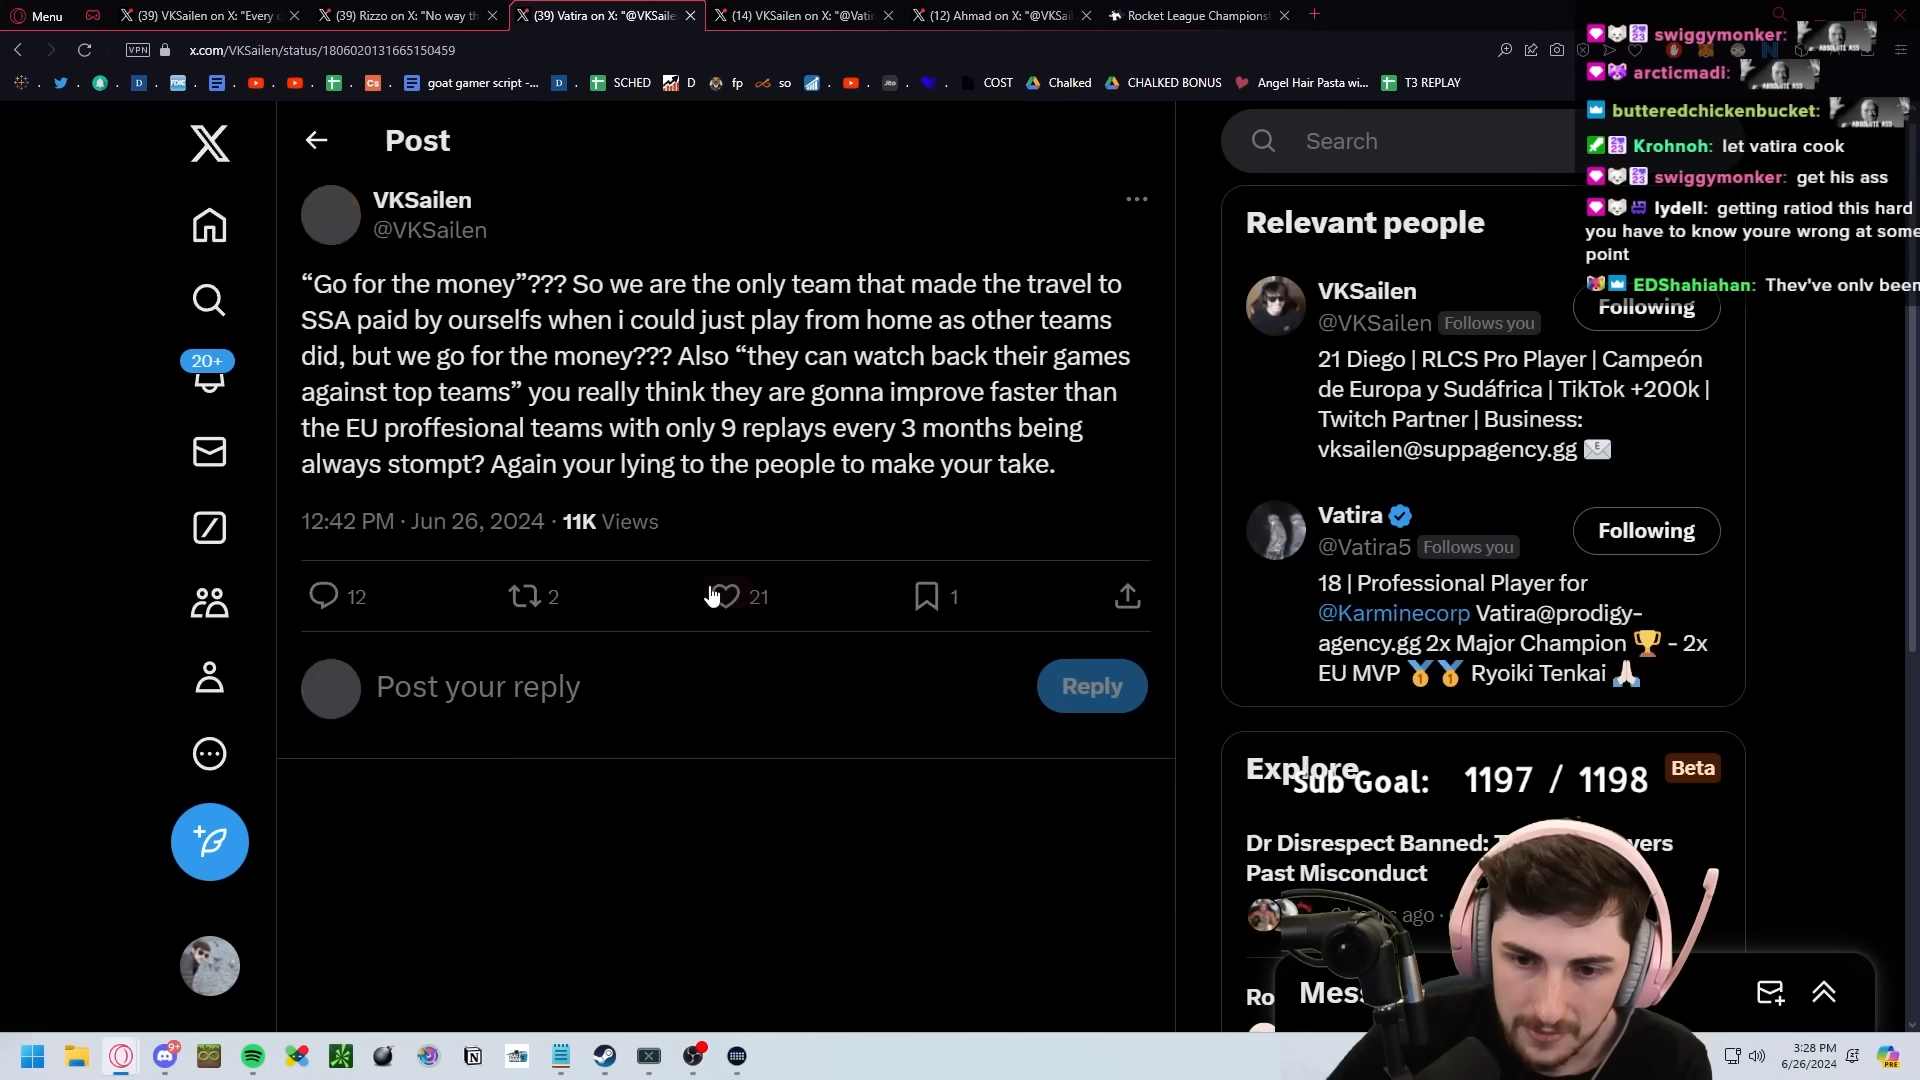 Menu
(39) VKSailen on X: "Every d
(39) Rizzo on X: "No way th
(39) Vatira on X: "@VKSaile
(14) VKSailen on X: "@Vatir
(12) Ahmad on X: "@VKSail
Rocket League Champions
VPN
x.com/VKSailen/status/1806020131665150459
goat gamer script -...
SCHED
D
fp
so
COST
Chalked
CHALKED BONUS
Angel Hair Pasta wi...
T3 REPLAY
swiggymonker:
arcticmadi:
butteredchickenbucket:
Krohnoh: let vatira cook
swiggymonker: get his ass
lydell: getting ratiod this hard
you have to know youre wrong at some
point
EDShahiahan: They've only been
20+
Post
VKSailen
@VKSailen
“Go for the money”??? So we are the only team that made the travel to
SSA paid by ourselfs when i could just play from home as other teams
did, but we go for the money??? Also “they can watch back their games
against top teams” you really think they are gonna improve faster than
the EU proffesional teams with only 9 replays every 3 months being
always stompt? Again your lying to the people to make your take.
12:42 PM · Jun 26, 2024 · 11K Views
12
2
21
1
Post your reply
Reply
Search
Relevant people
VKSailen
@VKSailen Follows you
Following
21 Diego | RLCS Pro Player | Campeón
de Europa y Sudáfrica | TikTok +200k |
Twitch Partner | Business:
vksailen@suppagency.gg
Vatira
@Vatira5 Follows you
Following
18 | Professional Player for
@Karminecorp Vatira@prodigy-
agency.gg 2x Major Champion 🏆 - 2x
EU MVP 🥇🥇 Ryoiki Tenkai 🙏🏻
Explore
Beta
Sub Goal: 1197 / 1198
Dr Disrespect Banned:
Past Misconduct
ago ·
9+
3:28 PM
6/26/2024
PRE